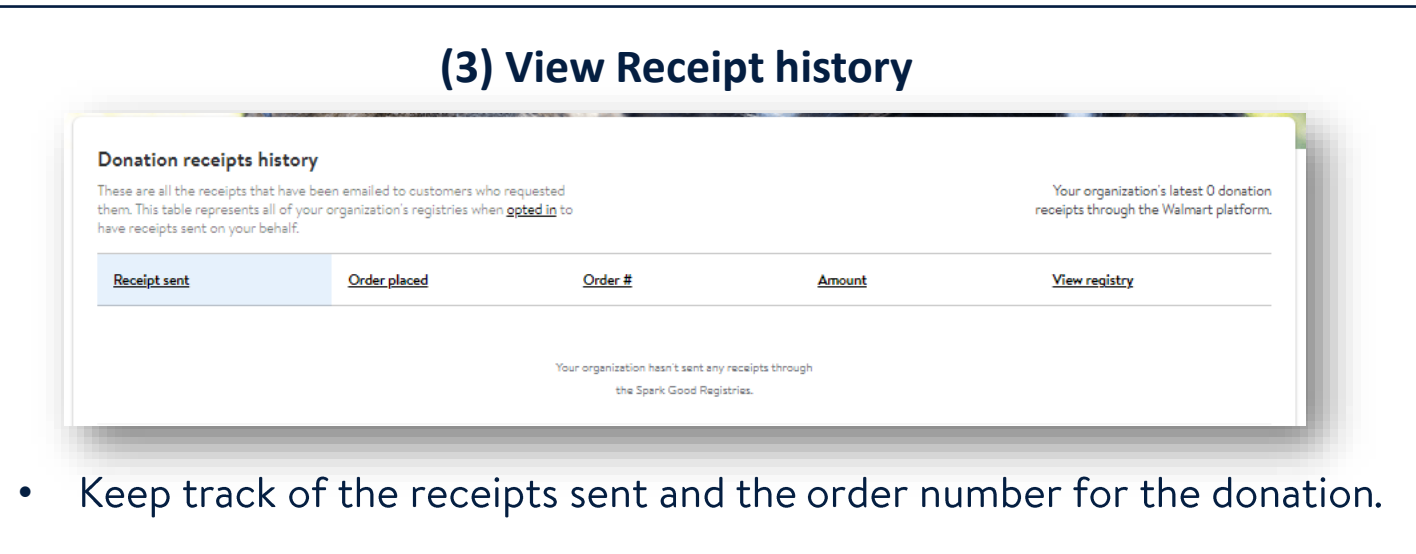 (3) View Receipt history
Donation receipts history
These are all the receipts that have been emailed to customers who requested
them. This table represents all of your organization's registries when opted in to
have receipts sent on your behalf.
Your organization's latest 0 donation
receipts through the Walmart platform.
Receipt sent Order placed Order # Amount View registry
Your organization hasn't sent any receipts through
the Spark Good Registries.
• Keep track of the receipts sent and the order number for the donation.